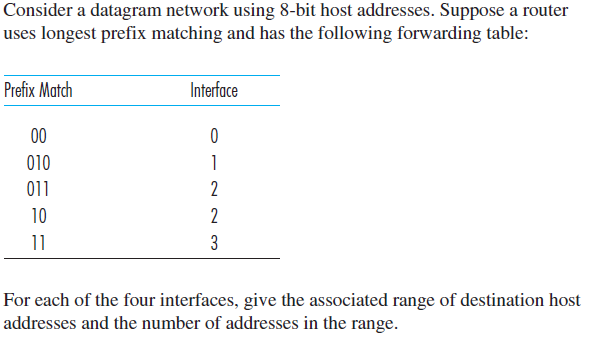 Consider a datagram network using 8-bit host addresses. Suppose a router
uses longest prefix matching and has the following forwarding table:
Prefix Match Interface
00 0
010 1
011 2
10 2
11 3
For each of the four interfaces, give the associated range of destination host
addresses and the number of addresses in the range.